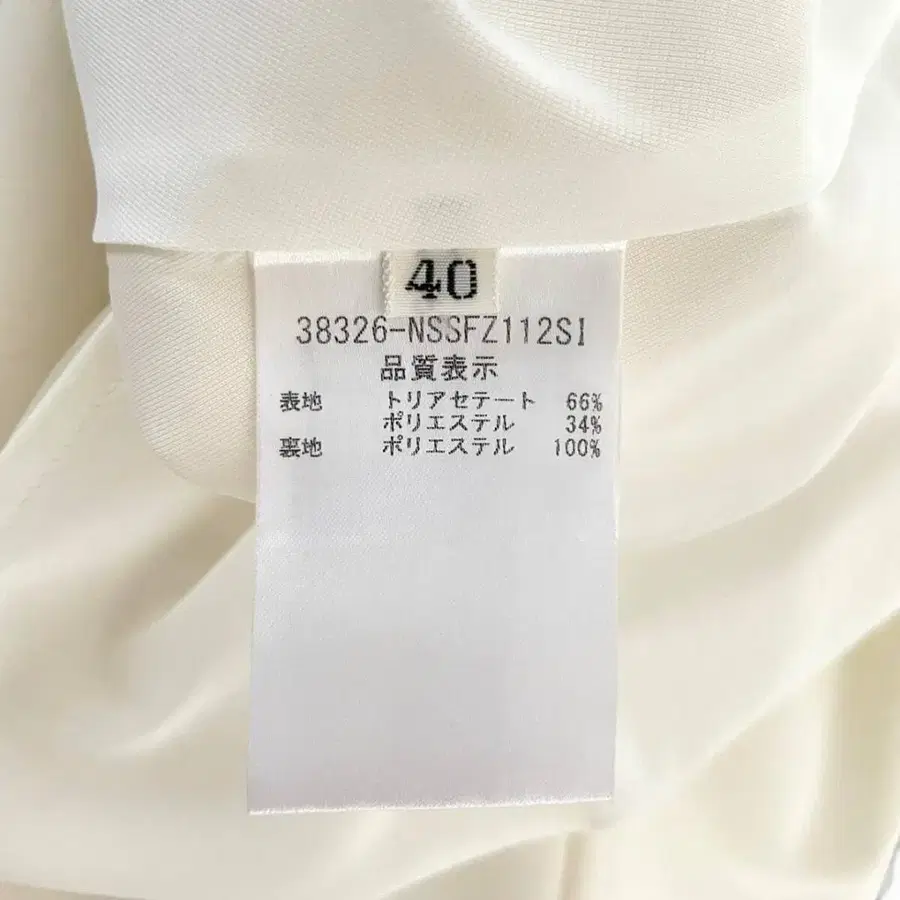 40
38326-NSSFZ112SI
品質表示
表地 トリアセテート 66%
ポリエステル 34%
裏地 ポリエステル 100%